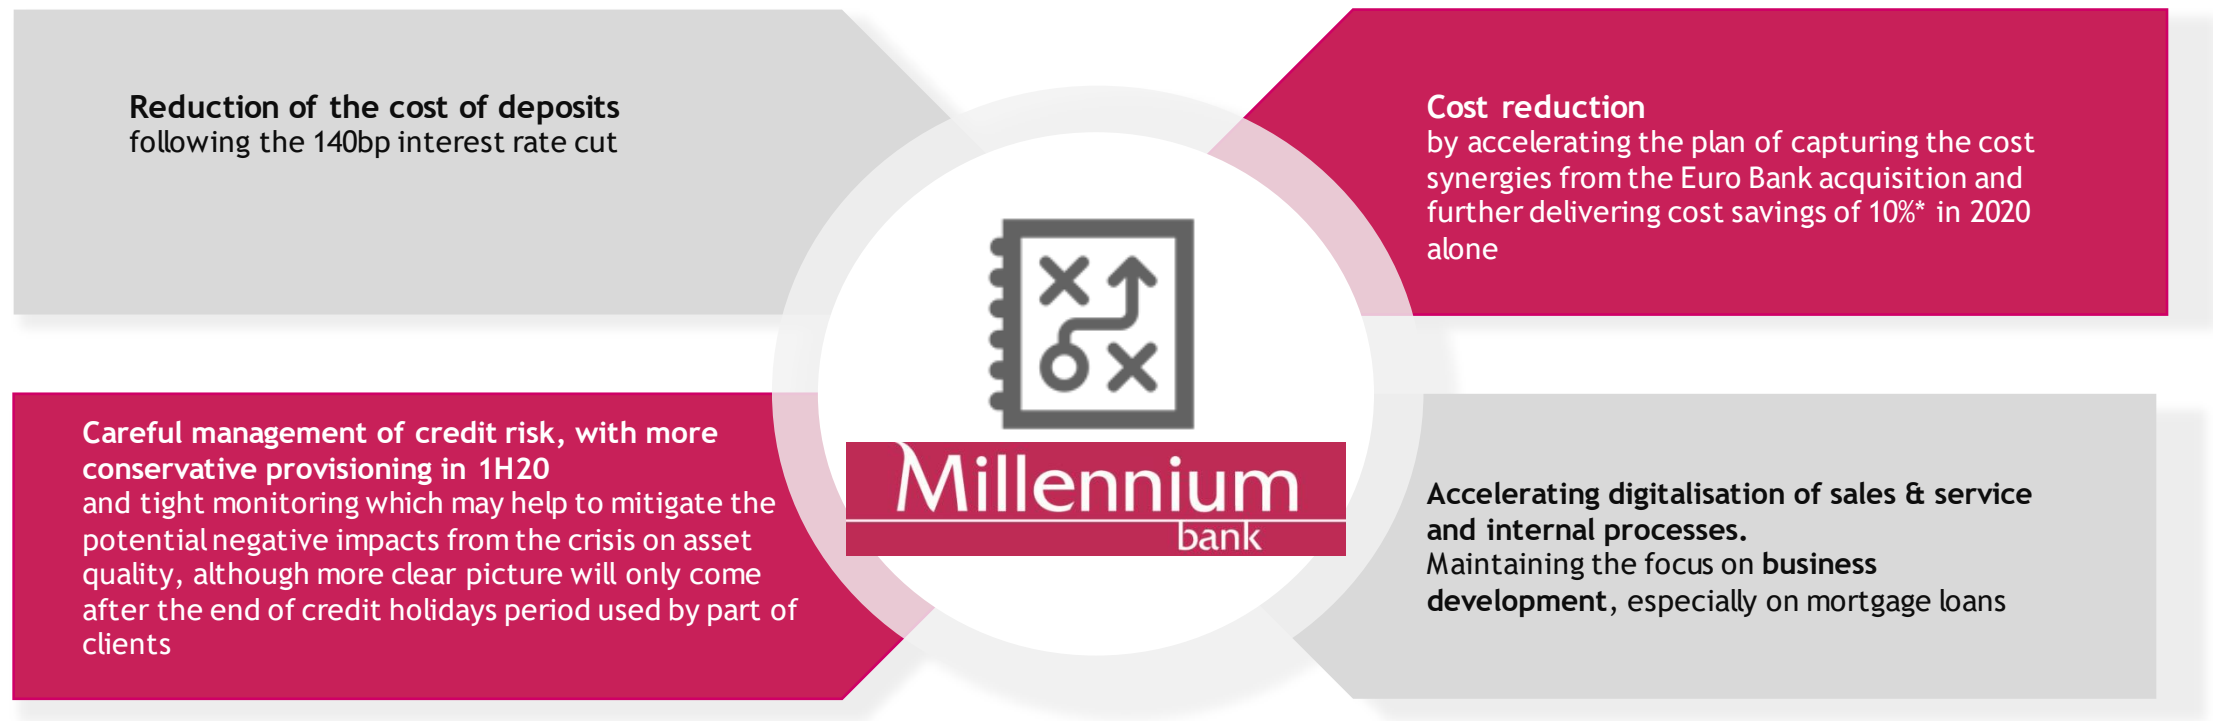 Reduction of the cost of deposits
following the 140bp interest rate cut
Cost reduction
by accelerating the plan of capturing the cost
synergies from the Euro Bank acquisition and
further delivering cost savings of 10%* in 2020
alone
Careful management of credit risk, with more
conservative provisioning in 1H20
and tight monitoring which may help to mitigate the
potential negative impacts from the crisis on asset
quality, although more clear picture will only come
after the end of credit holidays period used by part of
clients
Millennium
bank
Accelerating digitalisation of sales & service
and internal processes.
Maintaining the focus on business
development, especially on mortgage loans